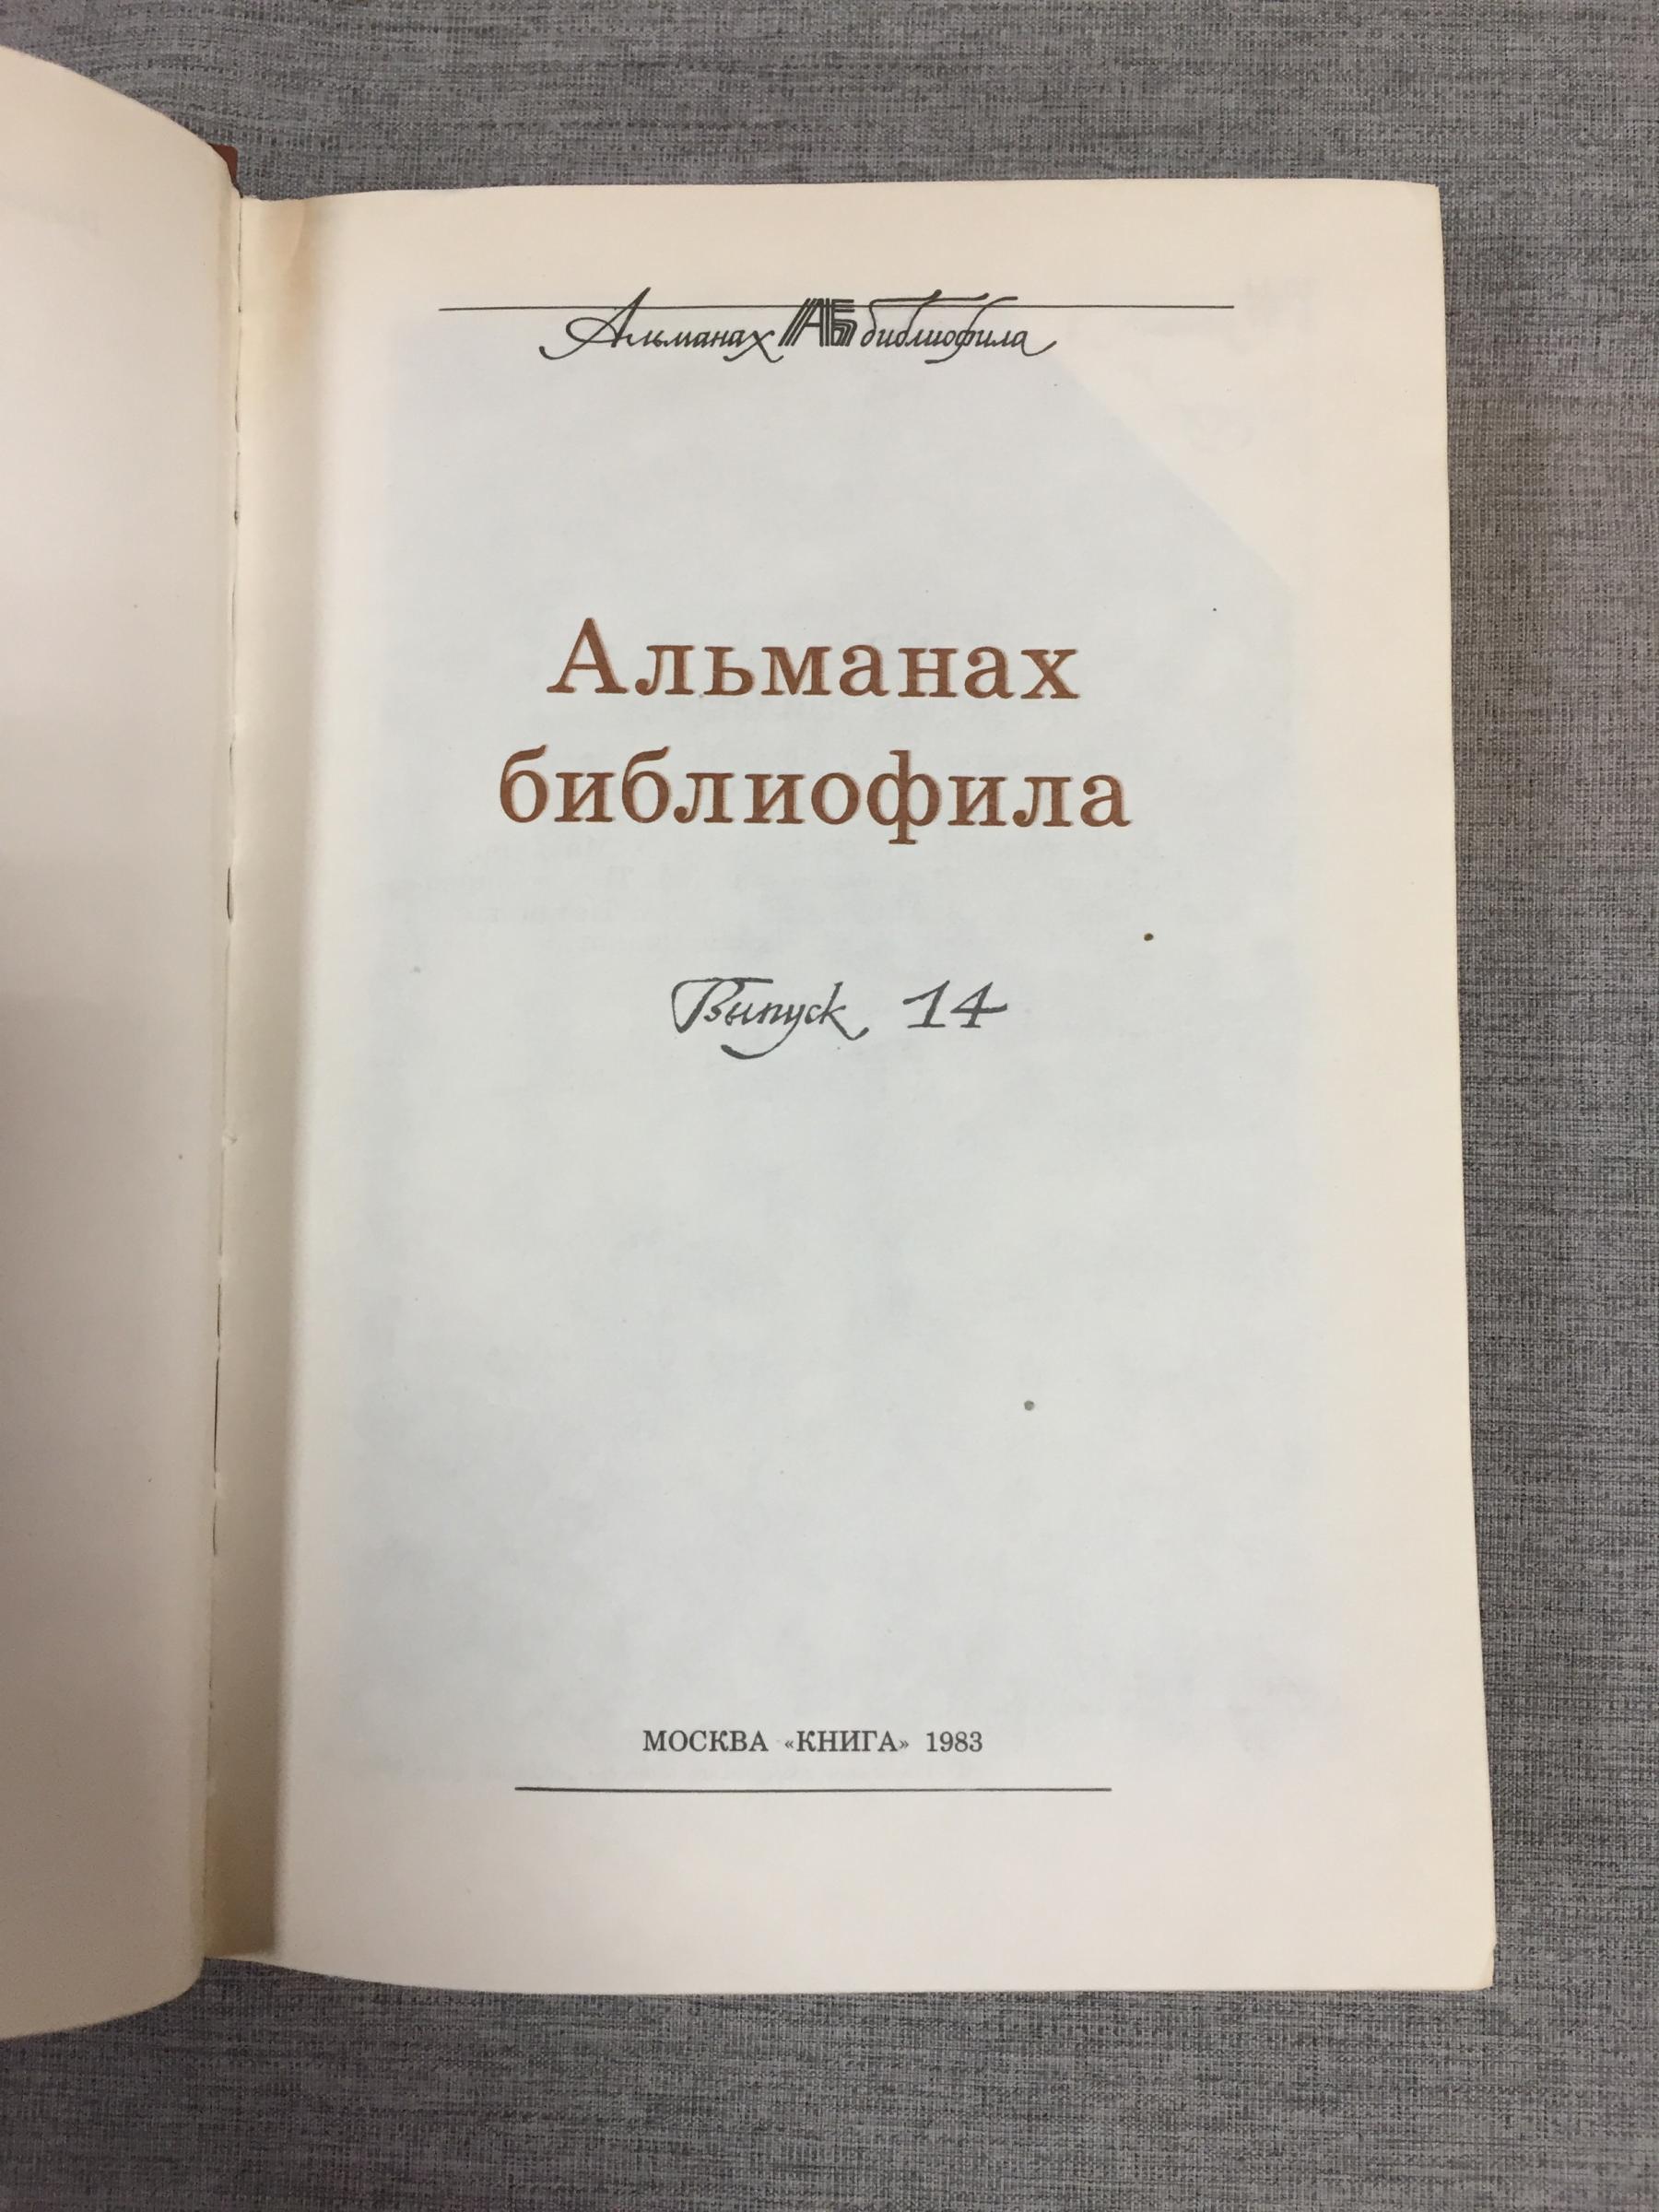 Альманах АБ библиофила
Альманах
библиофила
Выпуск 14
МОСКВА «КНИГА» 1983